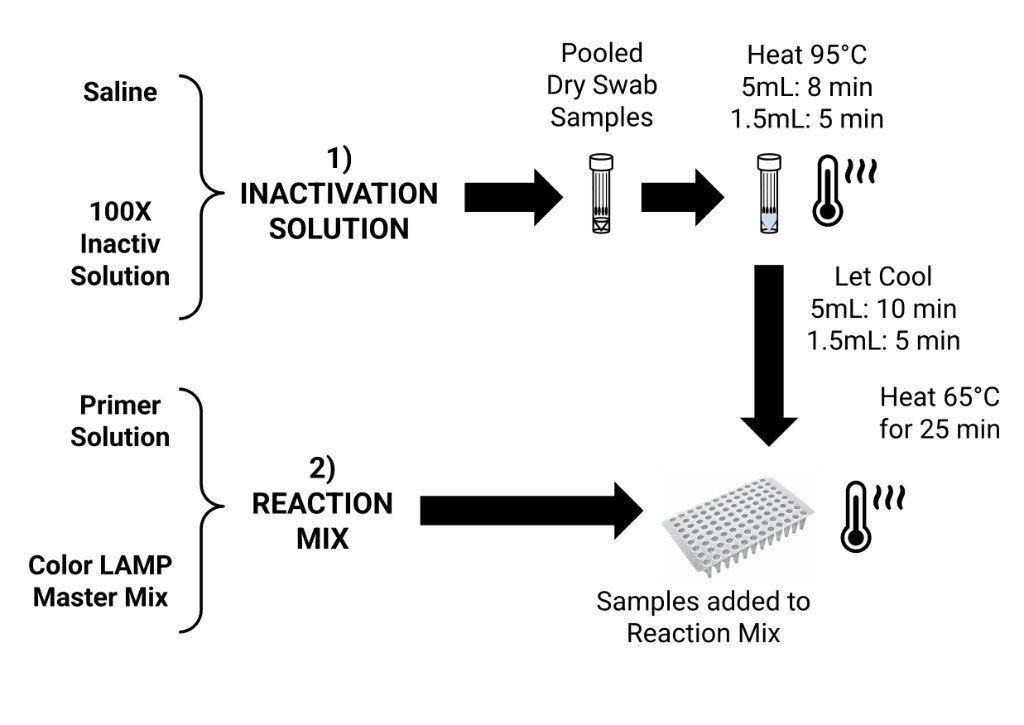 Saline
100X
Inactiv
Solution
1)
INACTIVATION
SOLUTION
Pooled
Dry Swab
Samples
Heat 95°C
5mL: 8 min
1.5mL: 5 min
Let Cool
5mL: 10 min
1.5mL: 5 min
Primer
Solution
Color LAMP
Master Mix
2)
REACTION
MIX
Heat 65°C
for 25 min
Samples added to
Reaction Mix